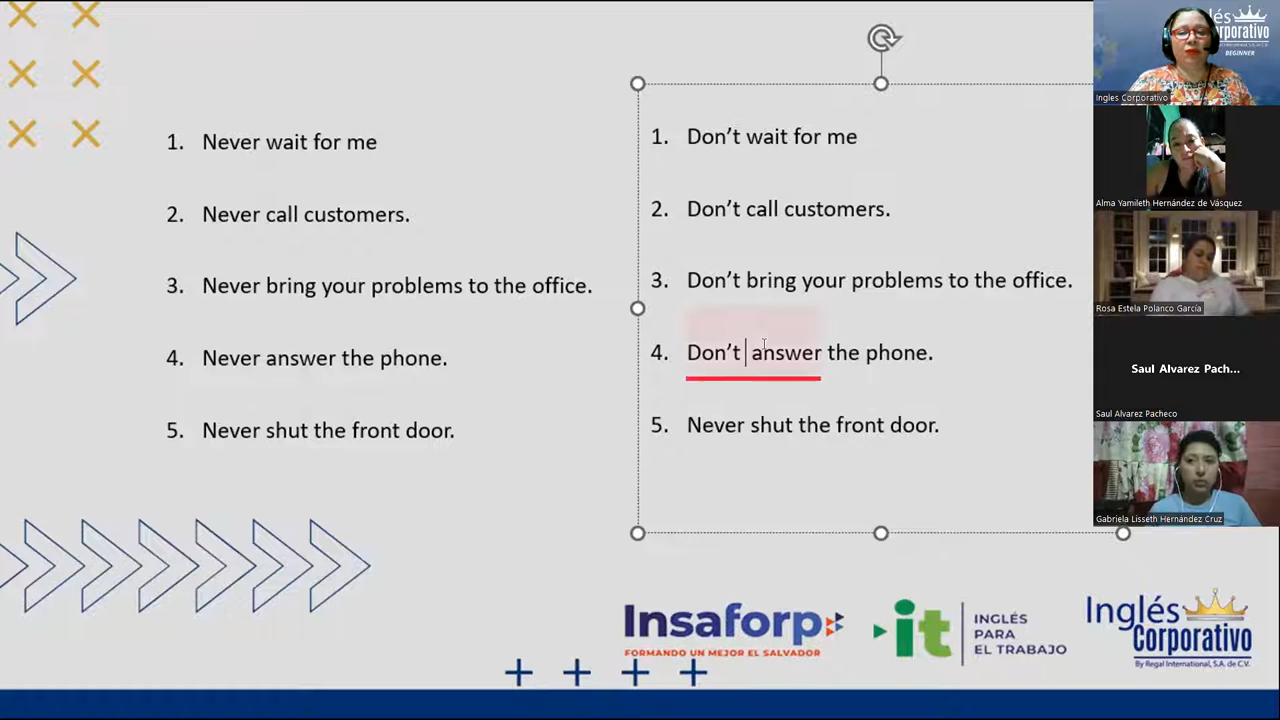 1. Never wait for me
2. Never call customers.
3. Never bring your problems to the office.
4. Never answer the phone.
5. Never shut the front door.
1. Don't wait for me
2. Don't call customers.
3. Don't bring your problems to the office.
4. Don't answer the phone.
5. Never shut the front door.
Insaforp
FORMANDO UN MEJOR EL SALVADOR
it
INGLÉS
PARA
EL TRABAJO
Inglés
Corporativo
By Regal International, S.A. de C.V.
lés
orporativo
BEGINNER
Ingles Corporativo
Alma Yamileth Hernández de Vásquez
Rosa Estela Polanco García
Saul Alvarez Pach...
Saul Alvarez Pacheco
Gabriela Lisseth Hernández Cruz